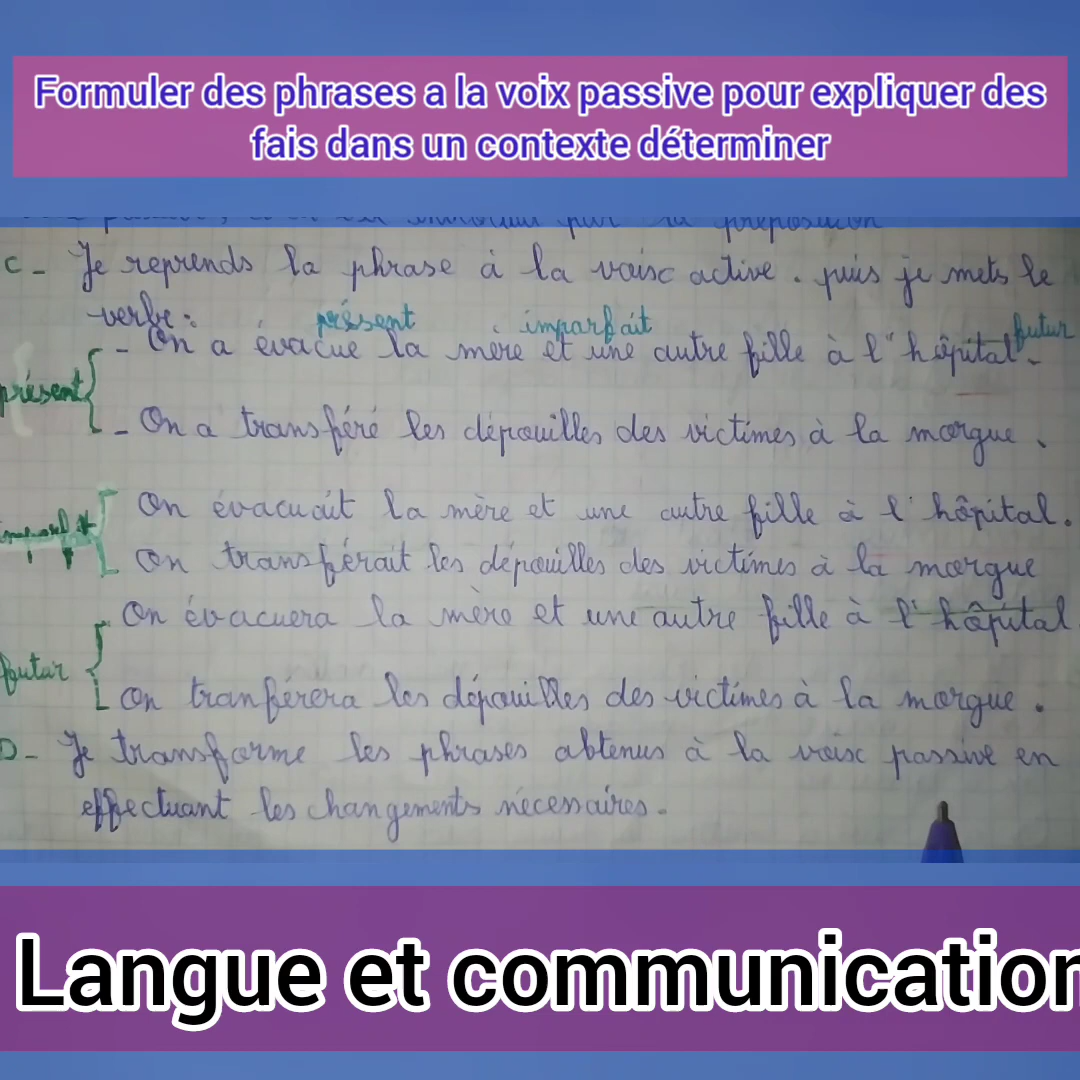 Formuler des phrases a la voix passive pour expliquer des
fais dans un contexte déterminer
par la préposition
C - Je reprends la phrase à la voix active. puis je mets le
verbe : présent , imparfait futur
présent - On a évacué la mère et une autre fille à l'hôpital.
- On a transféré les dépouilles des victimes à la morgue.
On évacuait la mère et une autre fille à l'hôpital.
On transférait les dépouilles des victimes à la morgue
On évacuera la mère et une autre fille à l'hôpital
futur On tranférera les dépouilles des victimes à la morgue.
D - Je transforme les phrases obtenus à la voix passive en
effectuant les changements nécessaires.
Langue et communication